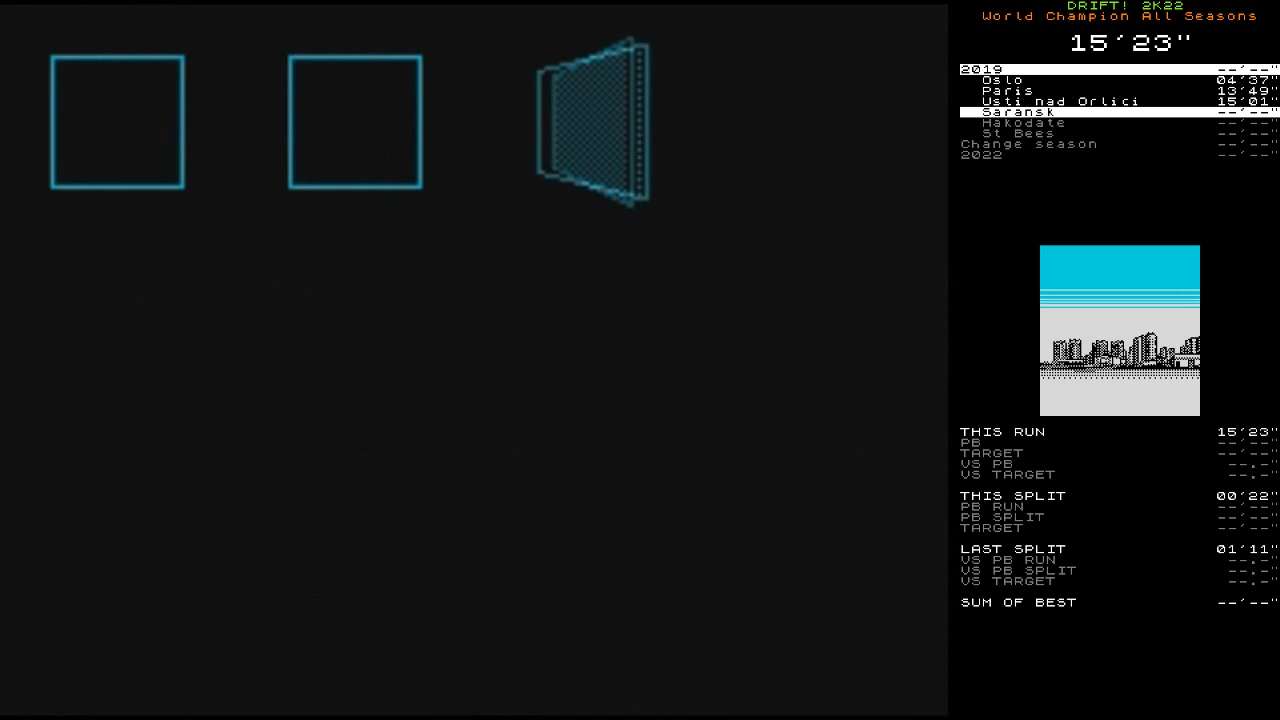 DRIFT! 2K22
World Champion All Seasons
15´23"
2019 --´--"
Oslo 04´37"
Paris 13´49"
Usti nad Orlici 15´01"
Saransk --´--"
Hakodate --´--"
St Bees --´--"
Change season --´--"
2022 --´--"
THIS RUN 15´23"
PB --´--"
TARGET --´--"
VS PB --.-"
VS TARGET --.-"
THIS SPLIT 00´22"
PB RUN --´--"
PB SPLIT --´--"
TARGET --´--"
LAST SPLIT 01´11"
VS PB RUN --.-"
VS PB SPLIT --.-"
VS TARGET --.-"
SUM OF BEST --´--"